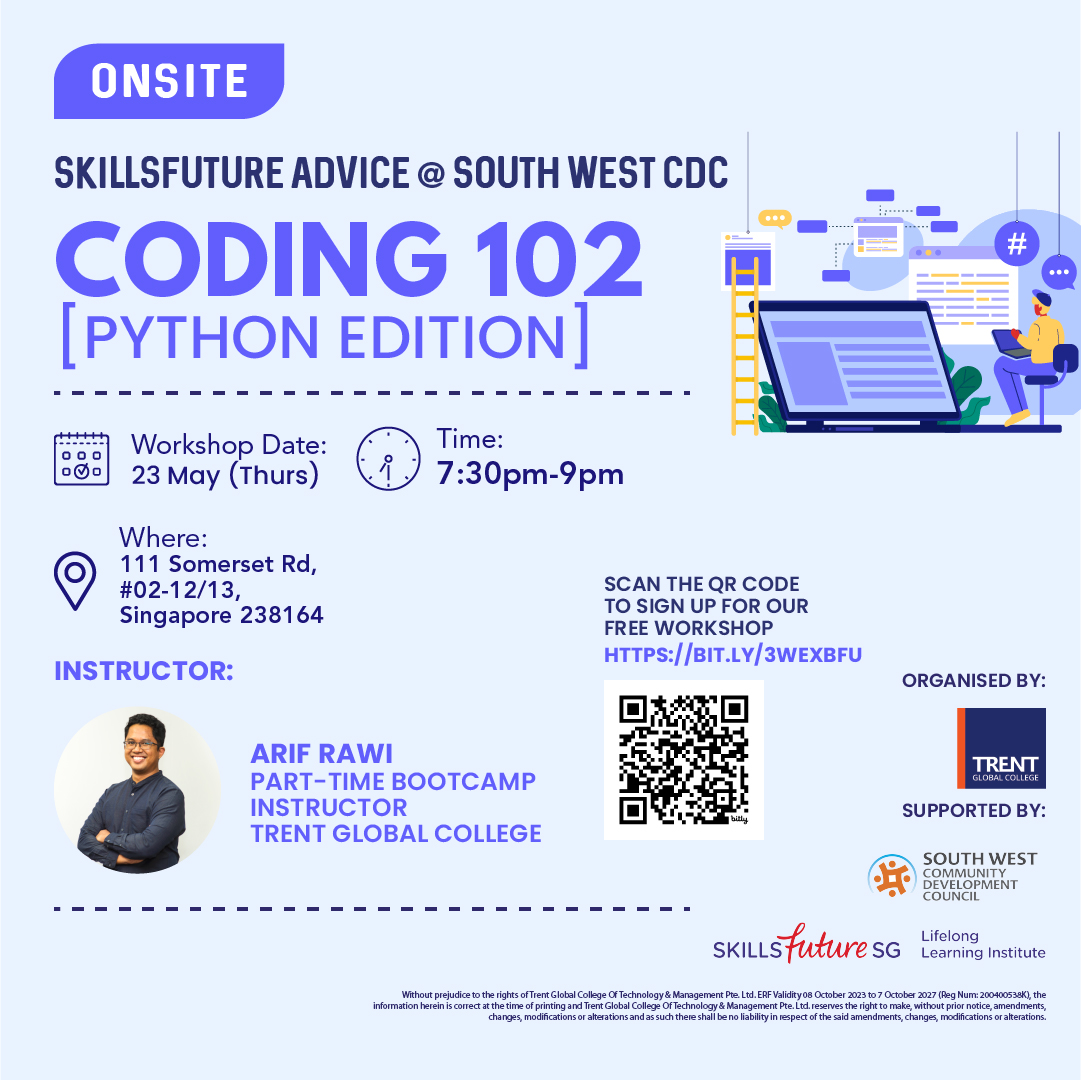 ONSITE
SKILLSFUTURE ADVICE @ SOUTH WEST CDC
CODING 102
[PYTHON EDITION]
Workshop Date:
23 May (Thurs)
Time:
7:30pm-9pm
Where:
111 Somerset Rd,
#02-12/13,
Singapore 238164
INSTRUCTOR:
ARIF RAWI
PART-TIME BOOTCAMP
INSTRUCTOR
TRENT GLOBAL COLLEGE
SCAN THE QR CODE
TO SIGN UP FOR OUR
FREE WORKSHOP
HTTPS://BIT.LY/3WEXBFU
bitly
ORGANISED BY:
TRENT
GLOBAL COLLEGE
SUPPORTED BY:
SOUTH WEST
COMMUNITY
DEVELOPMENT
COUNCIL
SKILLSfuture SG
Lifelong
Learning Institute
#
Without prejudice to the rights of Trent Global College Of Technology & Management Pte. Ltd. ERF Validity 08 October 2023 to 7 October 2027 (Reg Num: 200400538K), the
information herein is correct at the time of printing and Trent Global College Of Technology & Management Pte. Ltd. reserves the right to make, without prior notice, amendments,
changes, modifications or alterations and as such there shall be no liability in respect of the said amendments, changes, modifications or alterations.